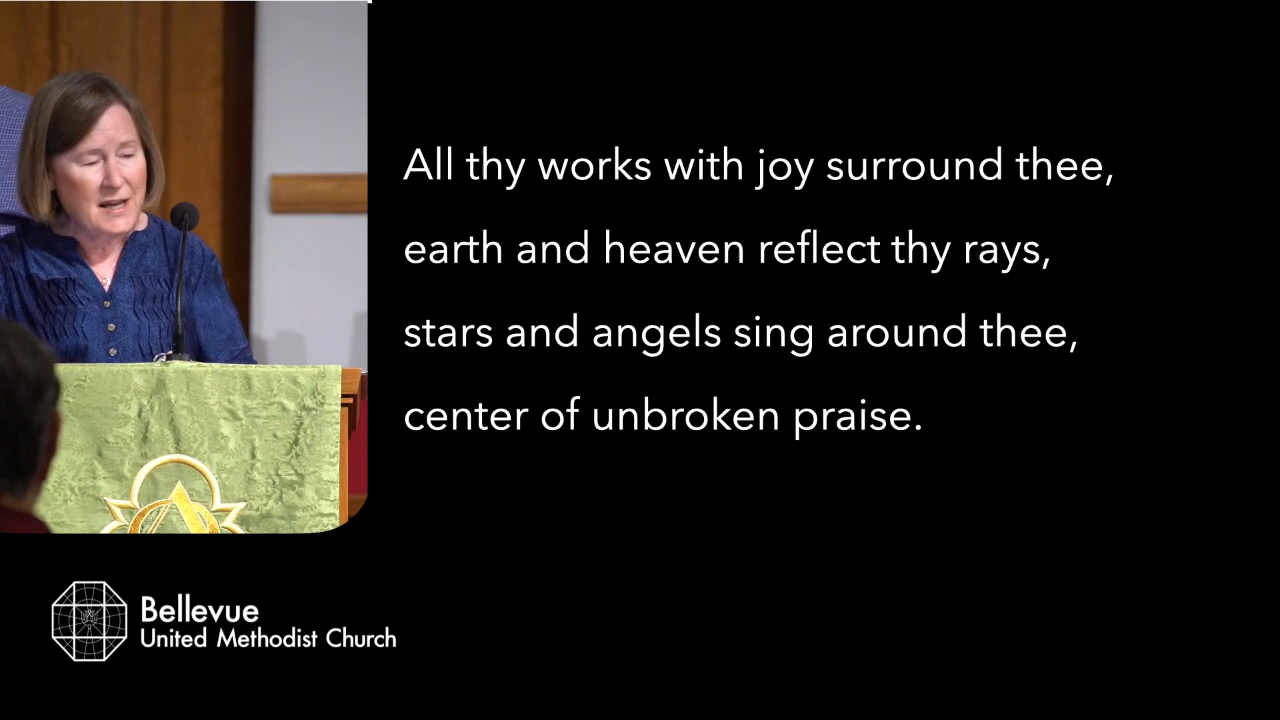 All thy works with joy surround thee,
earth and heaven reflect thy rays,
stars and angels sing around thee,
center of unbroken praise.
Bellevue
United Methodist Church